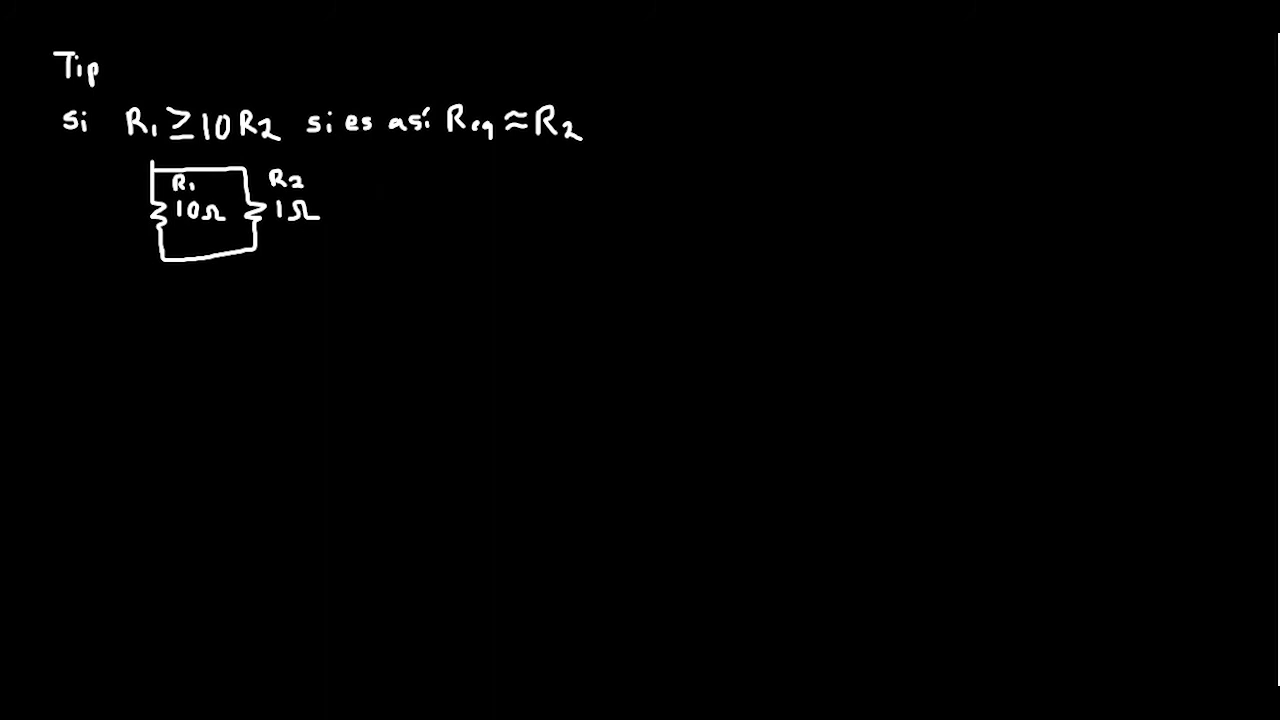 Tip
si R₁ ≥ 10 R₂ si es así Req ≈ R₂
R₁ R₂
10Ω 1Ω